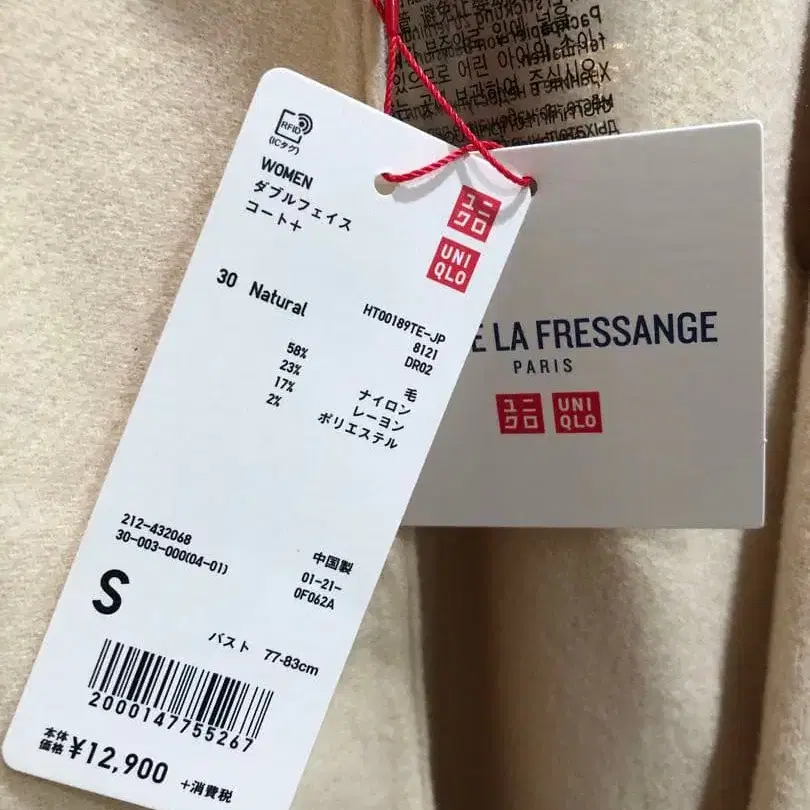 RFID
(ICタグ)
WOMEN
ダブルフェイス
コート+
ユニ
クロ
UNI
QLO
30 Natural
HT00189TE-JP
8121
DR02
58% 毛
23% ナイロン
17% レーヨン
2% ポリエステル
212-432068
30-003-000(04-01)
S
中国製
01-21-
0F062A
バスト 77-83cm
2000147755267
本体
価格 ¥12,900 +消費税
E LA FRESSANGE
PARIS
ユニ
クロ
UNI
QLO